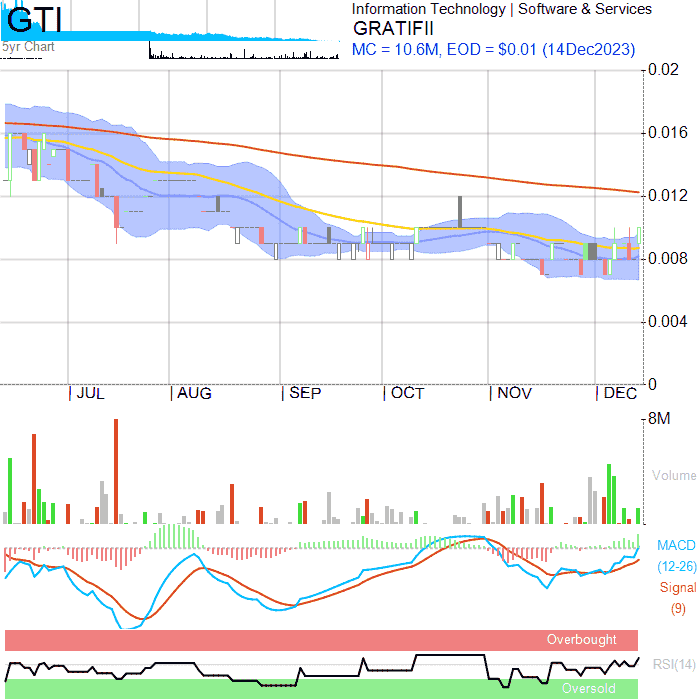 GTI
5yr Chart
Information Technology | Software & Services
GRATIFII
MC = 10.6M, EOD = $0.01 (14Dec2023)
0.02
0.016
0.012
0.008
0.004
0
| JUL | AUG | SEP | OCT | NOV | DEC
8M
Volume
MACD
(12-26)
Signal
(9)
Overbought
RSI(14)
Oversold